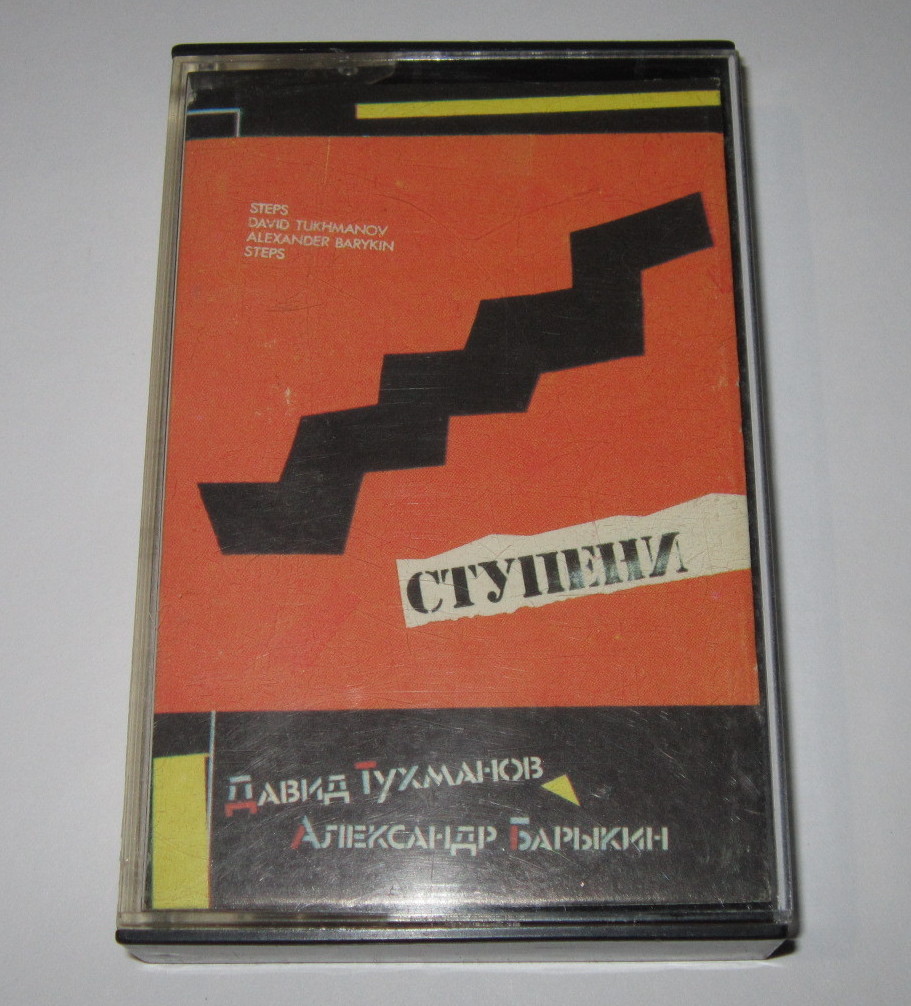 STEPS
DAVID TUKHMANOV
ALEXANDER BARYKIN
STEPS
СТУПЕНИ
ДАВИД ТУХМАНОВ
АЛЕКСАНДР БАРЫКИН